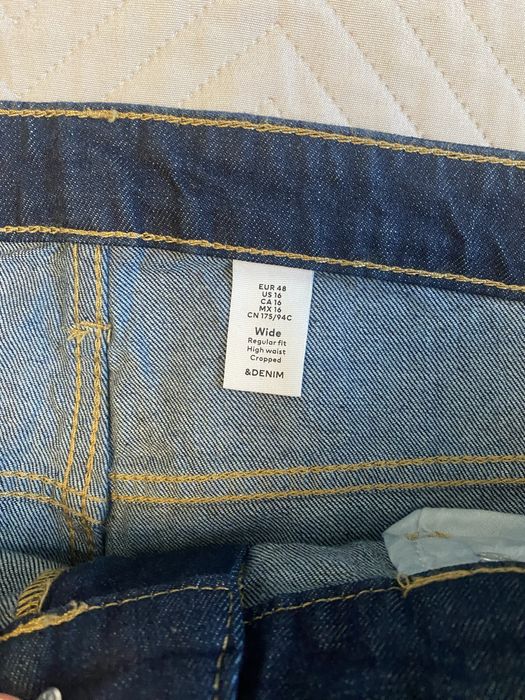 EUR 48
US 16
CA 16
MX 16
CN 175/94C
Wide
Regular fit
High waist
Cropped
&DENIM